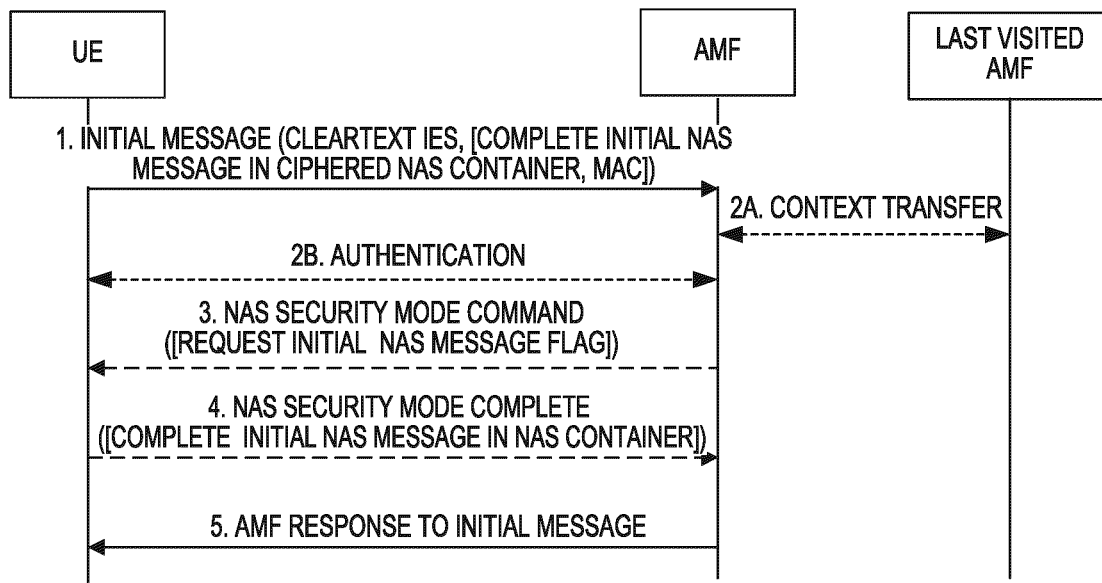 UE
AMF
LAST VISITED
AMF
1. INITIAL MESSAGE (CLEARTEXT IES, [COMPLETE INITIAL NAS
MESSAGE IN CIPHERED NAS CONTAINER, MAC])
2A. CONTEXT TRANSFER
2B. AUTHENTICATION
3. NAS SECURITY MODE COMMAND
([REQUEST INITIAL NAS MESSAGE FLAG])
4. NAS SECURITY MODE COMPLETE
([COMPLETE INITIAL NAS MESSAGE IN NAS CONTAINER])
5. AMF RESPONSE TO INITIAL MESSAGE